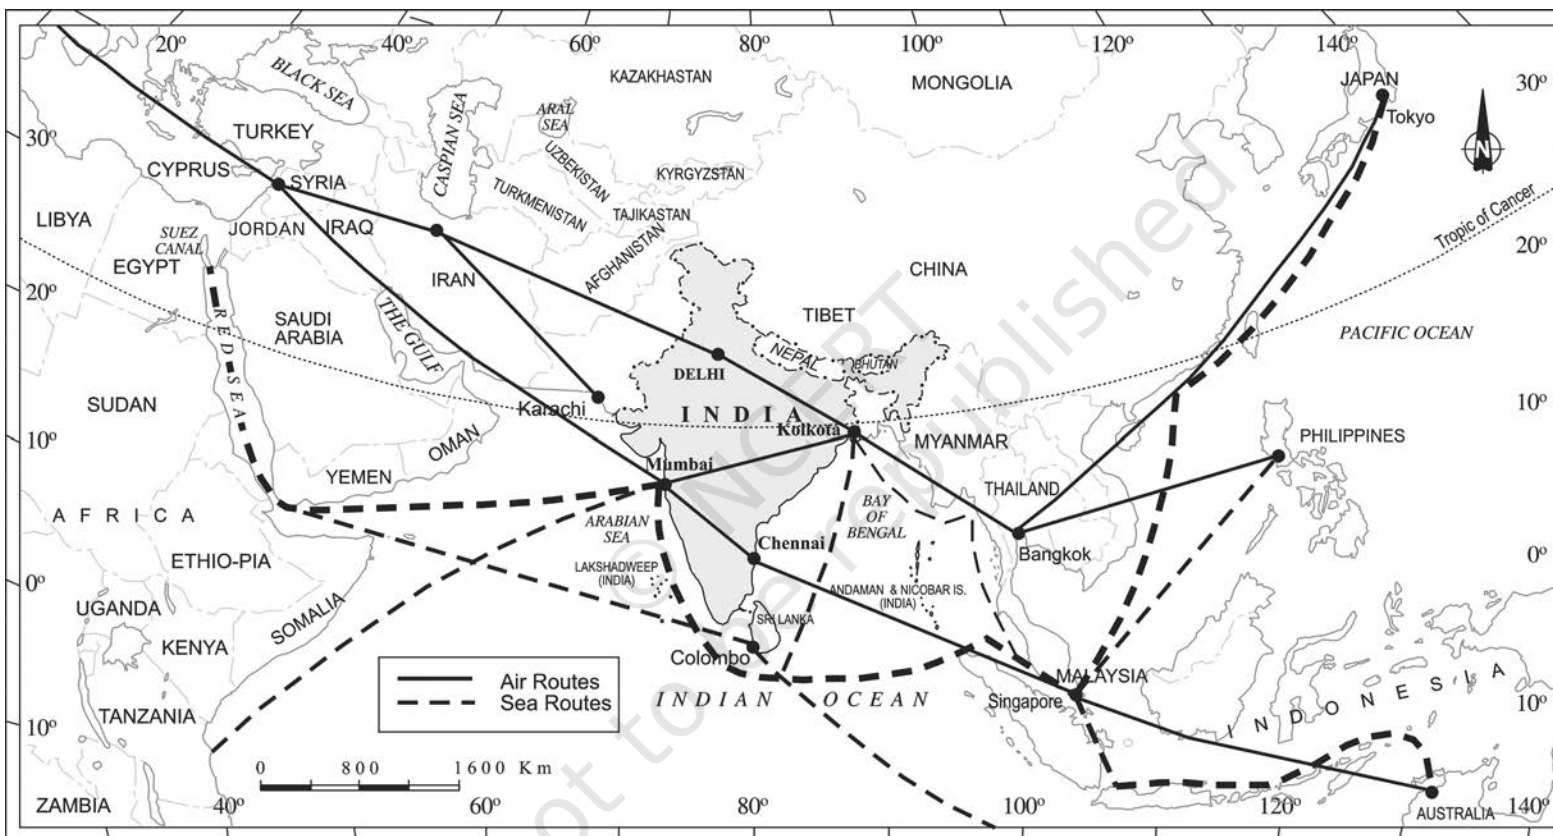 20º
40º
60º
80º
100º
120º
140º
BLACK SEA
CASPIAN SEA
ARAL
SEA
KAZAKHASTAN
MONGOLIA
JAPAN
30º
Tokyo
N
30º
TURKEY
CYPRUS
SYRIA
UZBEKISTAN
KYRGYZSTAN
TURKMENISTAN
TAJIKASTAN
LIBYA
SUEZ
CANAL
JORDAN
IRAQ
AFGHANISTAN
Tropic of Cancer
20º
EGYPT
IRAN
CHINA
20º
RED SEA
SAUDI
ARABIA
THE GULF
TIBET
NEPAL
BHUTAN
PACIFIC OCEAN
DELHI
SUDAN
Karachi
INDIA
10º
10º
OMAN
Kolkota
MYANMAR
PHILIPPINES
YEMEN
Mumbai
THAILAND
AFRICA
ARABIAN
SEA
BAY
OF
BENGAL
Chennai
Bangkok
0º
ETHIO-PIA
LAKSHADWEEP
(INDIA)
ANDAMAN & NICOBAR IS.
(INDIA)
0º
UGANDA
SOMALIA
SRI LANKA
KENYA
Colombo
MALAYSIA
Air Routes
Sea Routes
INDIAN OCEAN
Singapore
INDONESIA
10º
TANZANIA
10º
0 800 1600 Km
ZAMBIA
40º
60º
80º
100º
120º
AUSTRALIA
140º
© NCERT
not to be republished